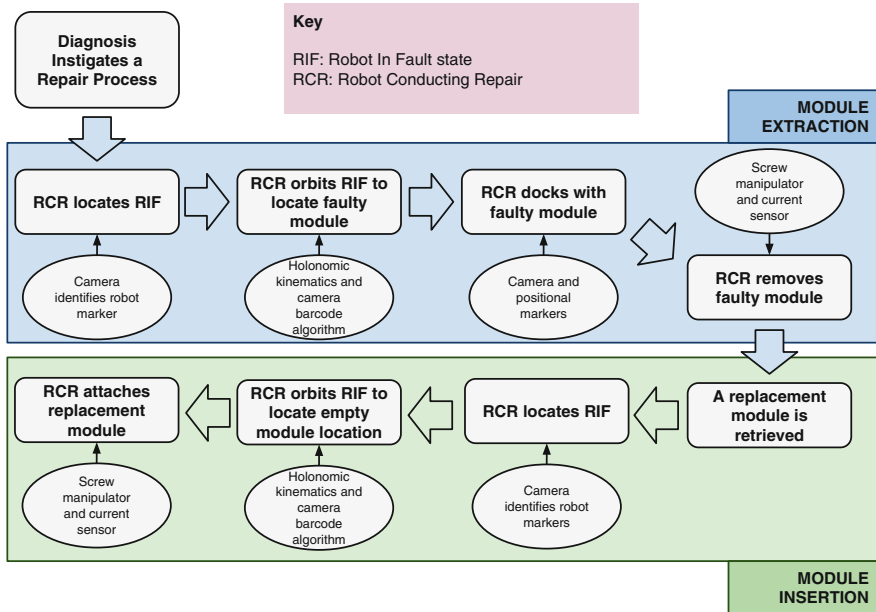 Diagnosis
Instigates a
Repair Process
Key
RIF: Robot In Fault state
RCR: Robot Conducting Repair
MODULE
EXTRACTION
RCR locates RIF
RCR orbits RIF to
locate faulty
module
RCR docks with
faulty module
Screw
manipulator
and current
sensor
Camera
identifies robot
marker
Holonomic
kinematics and
camera
barcode
algorithm
Camera and
positional
markers
RCR removes
faulty module
A replacement
module is
retrieved
RCR locates RIF
RCR orbits RIF to
locate empty
module location
RCR attaches
replacement
module
Camera
identifies robot
markers
Holonomic
kinematics and
camera
barcode
algorithm
Screw
manipulator
and current
sensor
MODULE
INSERTION